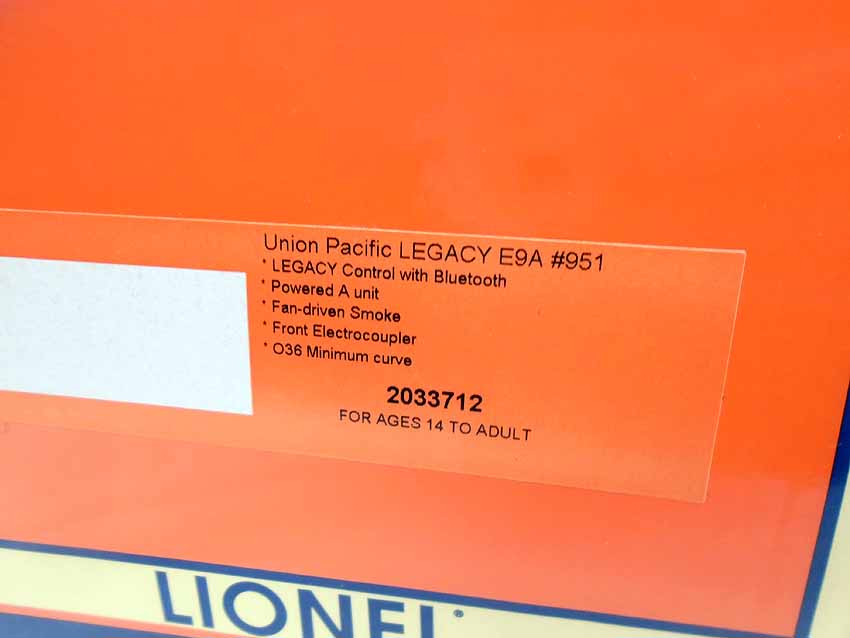 Union Pacific LEGACY E9A #951
* LEGACY Control with Bluetooth
* Powered A unit
* Fan-driven Smoke
* Front Electrocoupler
* O36 Minimum curve
2033712
FOR AGES 14 TO ADULT
LIONEL®